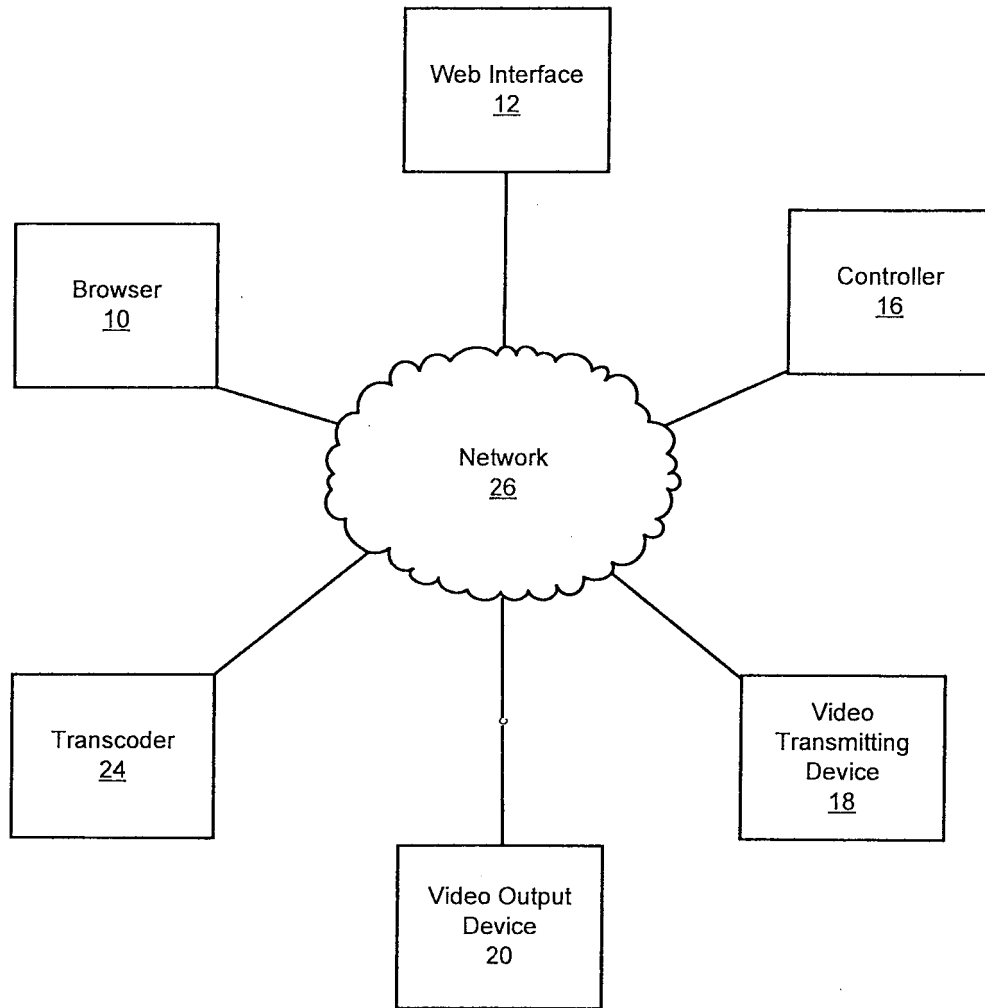 Web Interface
12
Browser
10
Controller
16
Network
26
Transcoder
24
Video
Transmitting
Device
18
Video Output
Device
20